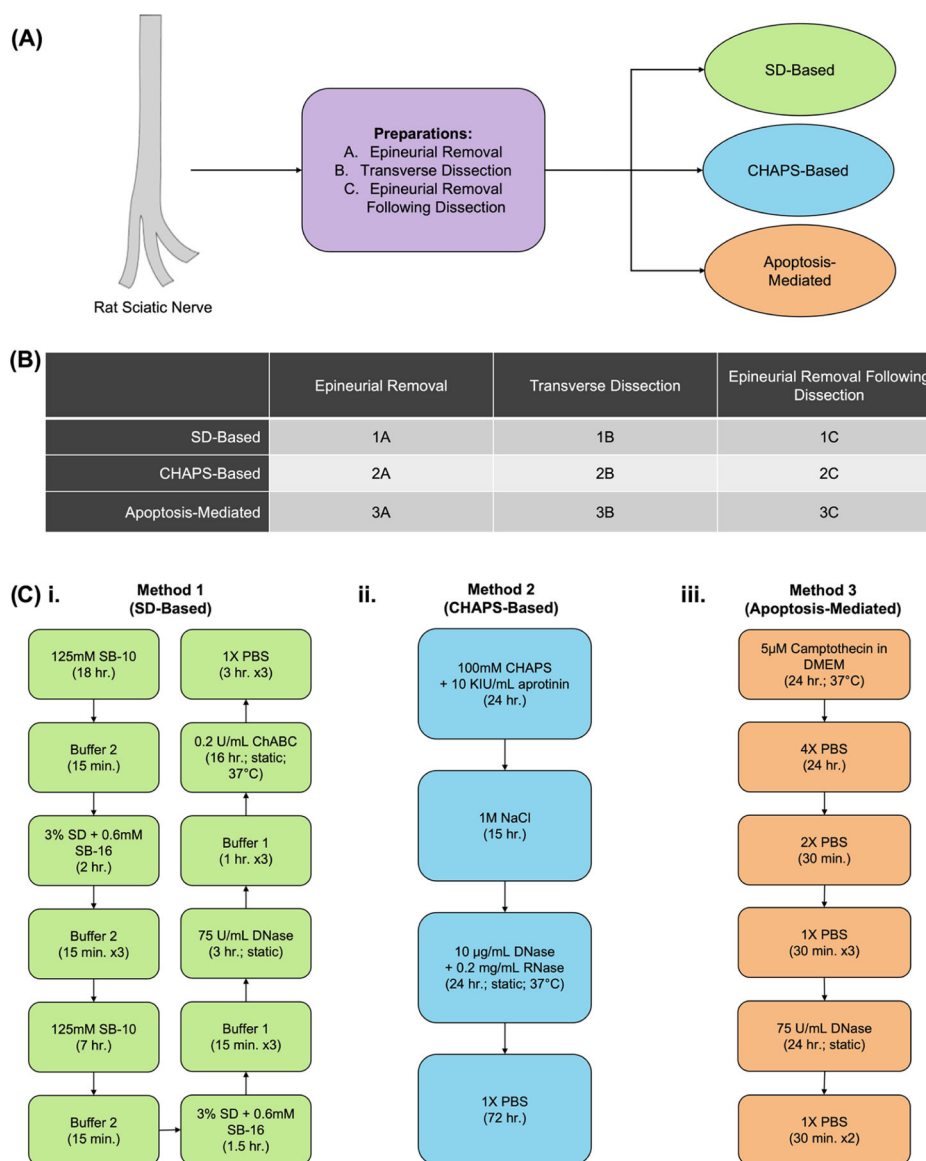 (A)
Rat Sciatic Nerve
Preparations:
A. Epineurial Removal
B. Transverse Dissection
C. Epineurial Removal
Following Dissection
SD-Based
CHAPS-Based
Apoptosis-
Mediated
(B)
Epineurial Removal
Transverse Dissection
Epineurial Removal Following
Dissection
SD-Based 1A 1B 1C
CHAPS-Based 2A 2B 2C
Apoptosis-Mediated 3A 3B 3C
(C) i.
Method 1
(SD-Based)
125mM SB-10
(18 hr.)
Buffer 2
(15 min.)
3% SD + 0.6mM
SB-16
(2 hr.)
Buffer 2
(15 min. x3)
125mM SB-10
(7 hr.)
Buffer 2
(15 min.)
3% SD + 0.6mM
SB-16
(1.5 hr.)
Buffer 1
(15 min. x3)
75 U/mL DNase
(3 hr.; static)
Buffer 1
(1 hr. x3)
0.2 U/mL ChABC
(16 hr.; static;
37°C)
1X PBS
(3 hr. x3)
ii.
Method 2
(CHAPS-Based)
100mM CHAPS
+ 10 KIU/mL aprotinin
(24 hr.)
1M NaCl
(15 hr.)
10 µg/mL DNase
+ 0.2 mg/mL RNase
(24 hr.; static; 37°C)
1X PBS
(72 hr.)
iii.
Method 3
(Apoptosis-Mediated)
5µM Camptothecin in
DMEM
(24 hr.; 37°C)
4X PBS
(24 hr.)
2X PBS
(30 min.)
1X PBS
(30 min. x3)
75 U/mL DNase
(24 hr.; static)
1X PBS
(30 min. x2)